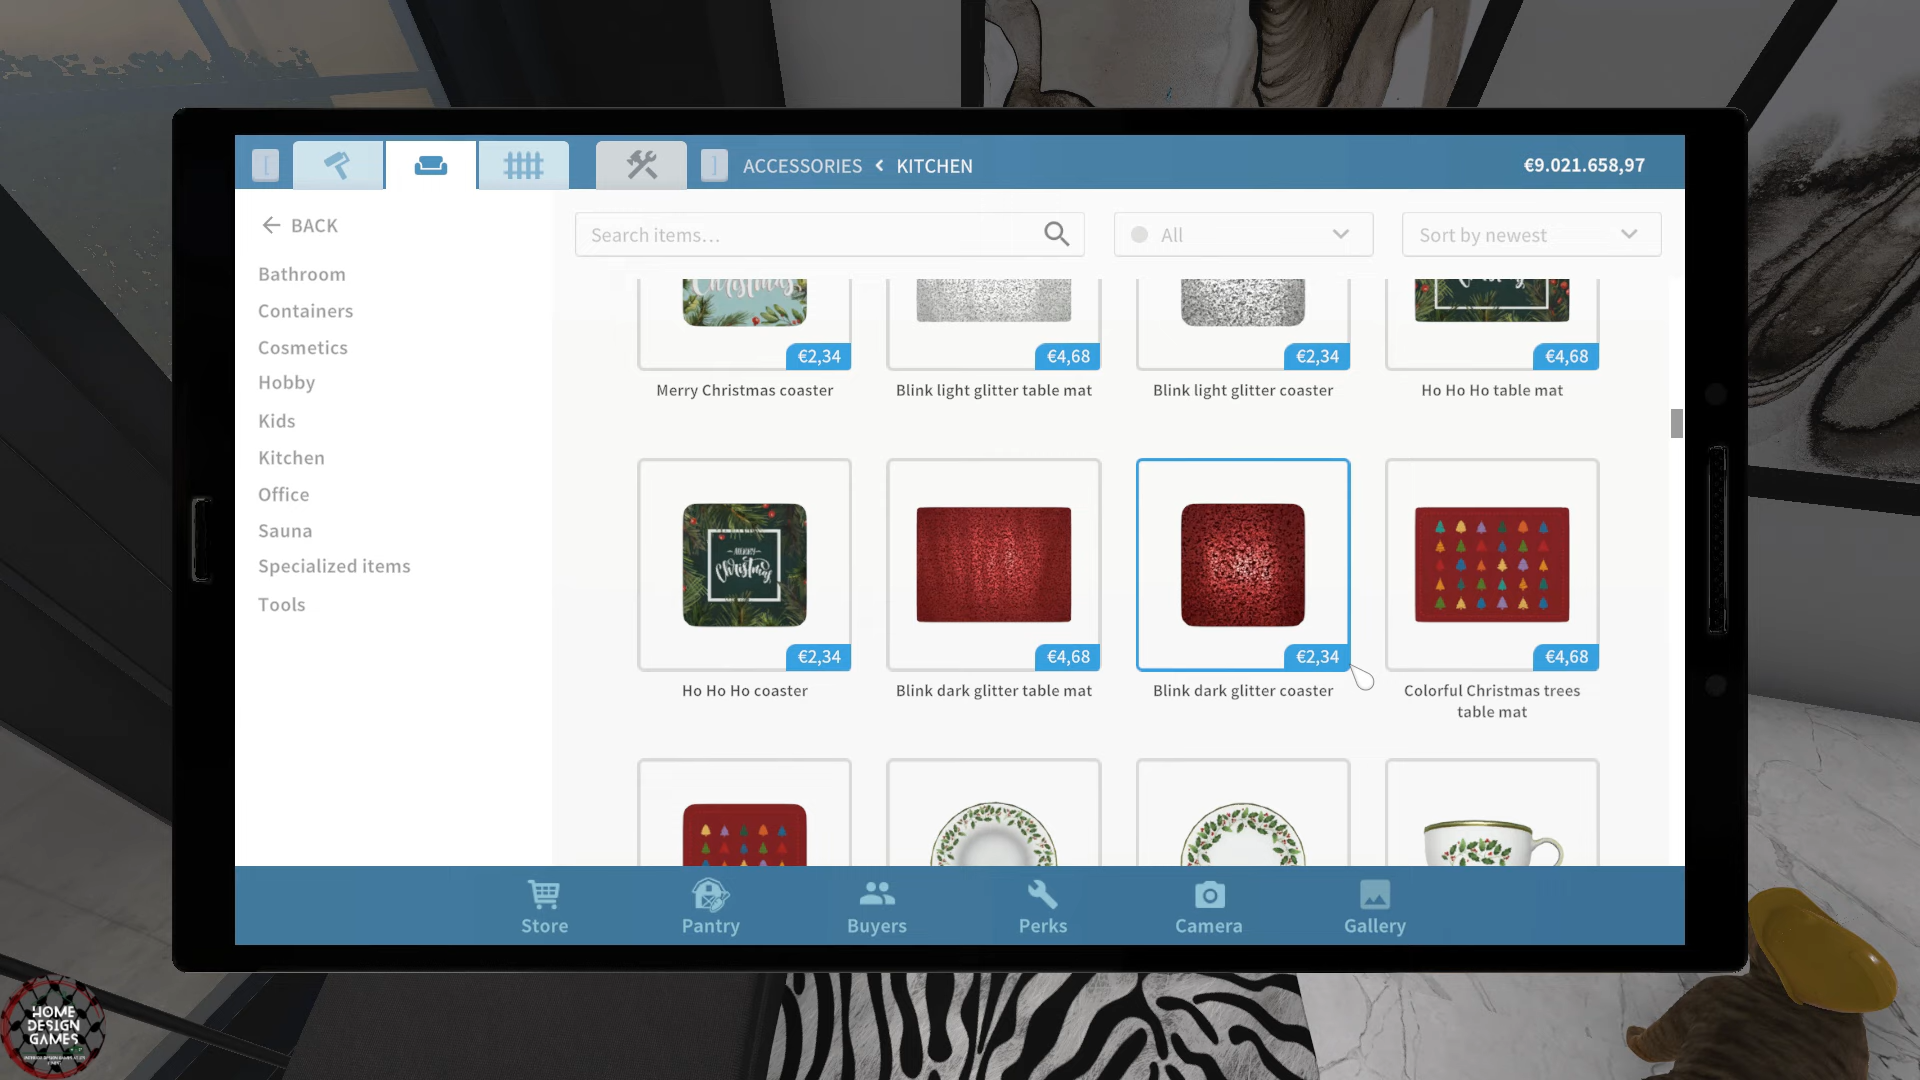 [
]
ACCESSORIES < KITCHEN
€9.021.658,97
BACK
Bathroom
Containers
Cosmetics
Hobby
Kids
Kitchen
Office
Sauna
Specialized items
Tools
Search items...
All
Sort by newest
Christmas
€2,34
€4,68
€2,34
€4,68
Merry Christmas coaster
Blink light glitter table mat
Blink light glitter coaster
Ho Ho Ho table mat
MERRY
Christmas
€2,34
€4,68
€2,34
€4,68
Ho Ho Ho coaster
Blink dark glitter table mat
Blink dark glitter coaster
Colorful Christmas trees
table mat
Store
Pantry
Buyers
Perks
Camera
Gallery
HOME
DESIGN
GAMES